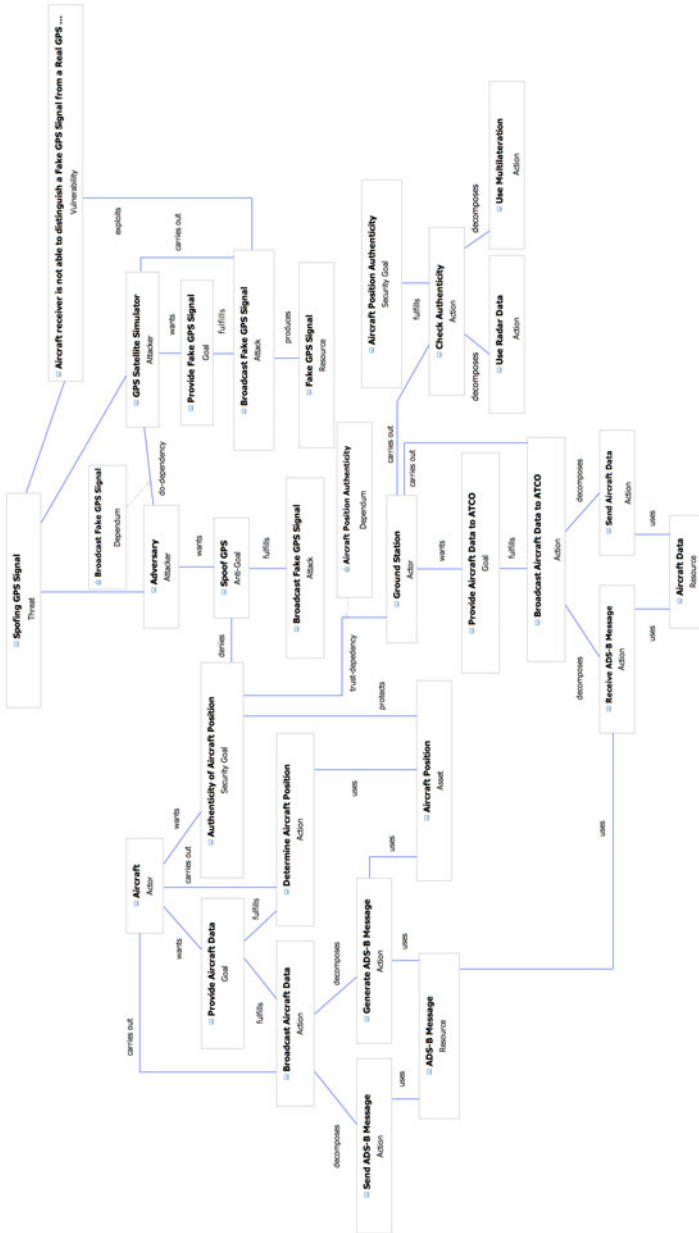 Spofing GPS Signal
Threat
Aircraft receiver is not able to distinguish a Fake GPS Signal from a Real GPS ...
Vulnerability
exploits
carries out
Broadcast Fake GPS Signal
Dependum
do-dependency
Adversary
Attacker
wants
Spoof GPS
Anti-Goal
fulfills
Broadcast Fake GPS Signal
Attack
denies
GPS Satellite Simulator
Attacker
wants
Provide Fake GPS Signal
Goal
fulfills
Broadcast Fake GPS Signal
Attack
produces
Fake GPS Signal
Resource
Aircraft
Actor
wants
carries out
wants
carries out
Authenticity of Aircraft Position
Security Goal
Provide Aircraft Data
Goal
fulfills
fulfills
Determine Aircraft Position
Action
uses
protects
Broadcast Aircraft Data
Action
decomposes
decomposes
Generate ADS-B Message
Action
uses
uses
Aircraft Position
Asset
Send ADS-B Message
Action
uses
ADS-B Message
Resource
uses
trust-depedency
Aircraft Position Authenticity
Dependum
Ground Station
Actor
carries out
carries out
wants
Provide Aircraft Data to ATCO
Goal
fulfills
Broadcast Aircraft Data to ATCO
Action
decomposes
decomposes
Receive ADS-B Message
Action
Send Aircraft Data
Action
uses
uses
Aircraft Data
Resource
Aircraft Position Authenticity
Security Goal
fulfills
Check Authenticity
Action
decomposes
decomposes
Use Radar Data
Action
Use Multilateration
Action